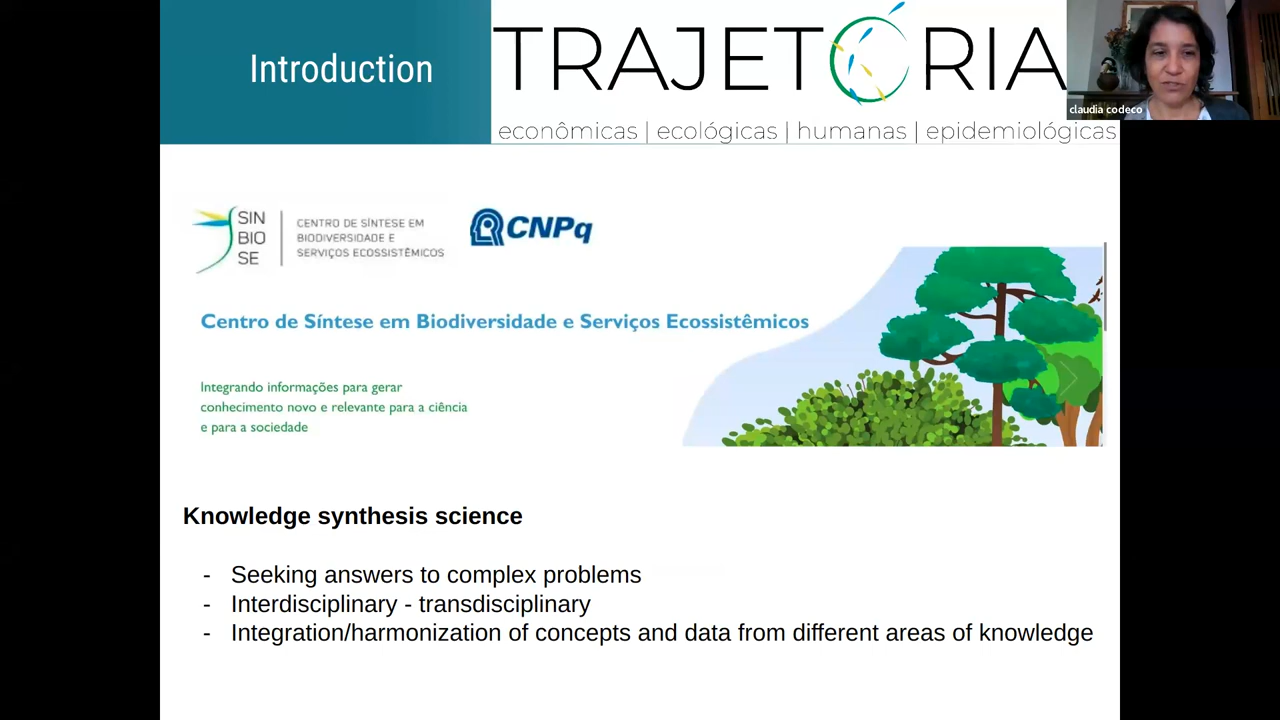 Introduction
TRAJETÓRIA
econômicas | ecológicas | humanas | epidemiológicas
claudia codeco
SIN
BIO
SE
CENTRO DE SÍNTESE EM
BIODIVERSIDADE E
SERVIÇOS ECOSSISTÊMICOS
CNPq
Centro de Síntese em Biodiversidade e Serviços Ecossistêmicos
Integrando informações para gerar
conhecimento novo e relevante para a ciência
e para a sociedade
Knowledge synthesis science
- Seeking answers to complex problems
- Interdisciplinary - transdisciplinary
- Integration/harmonization of concepts and data from different areas of knowledge